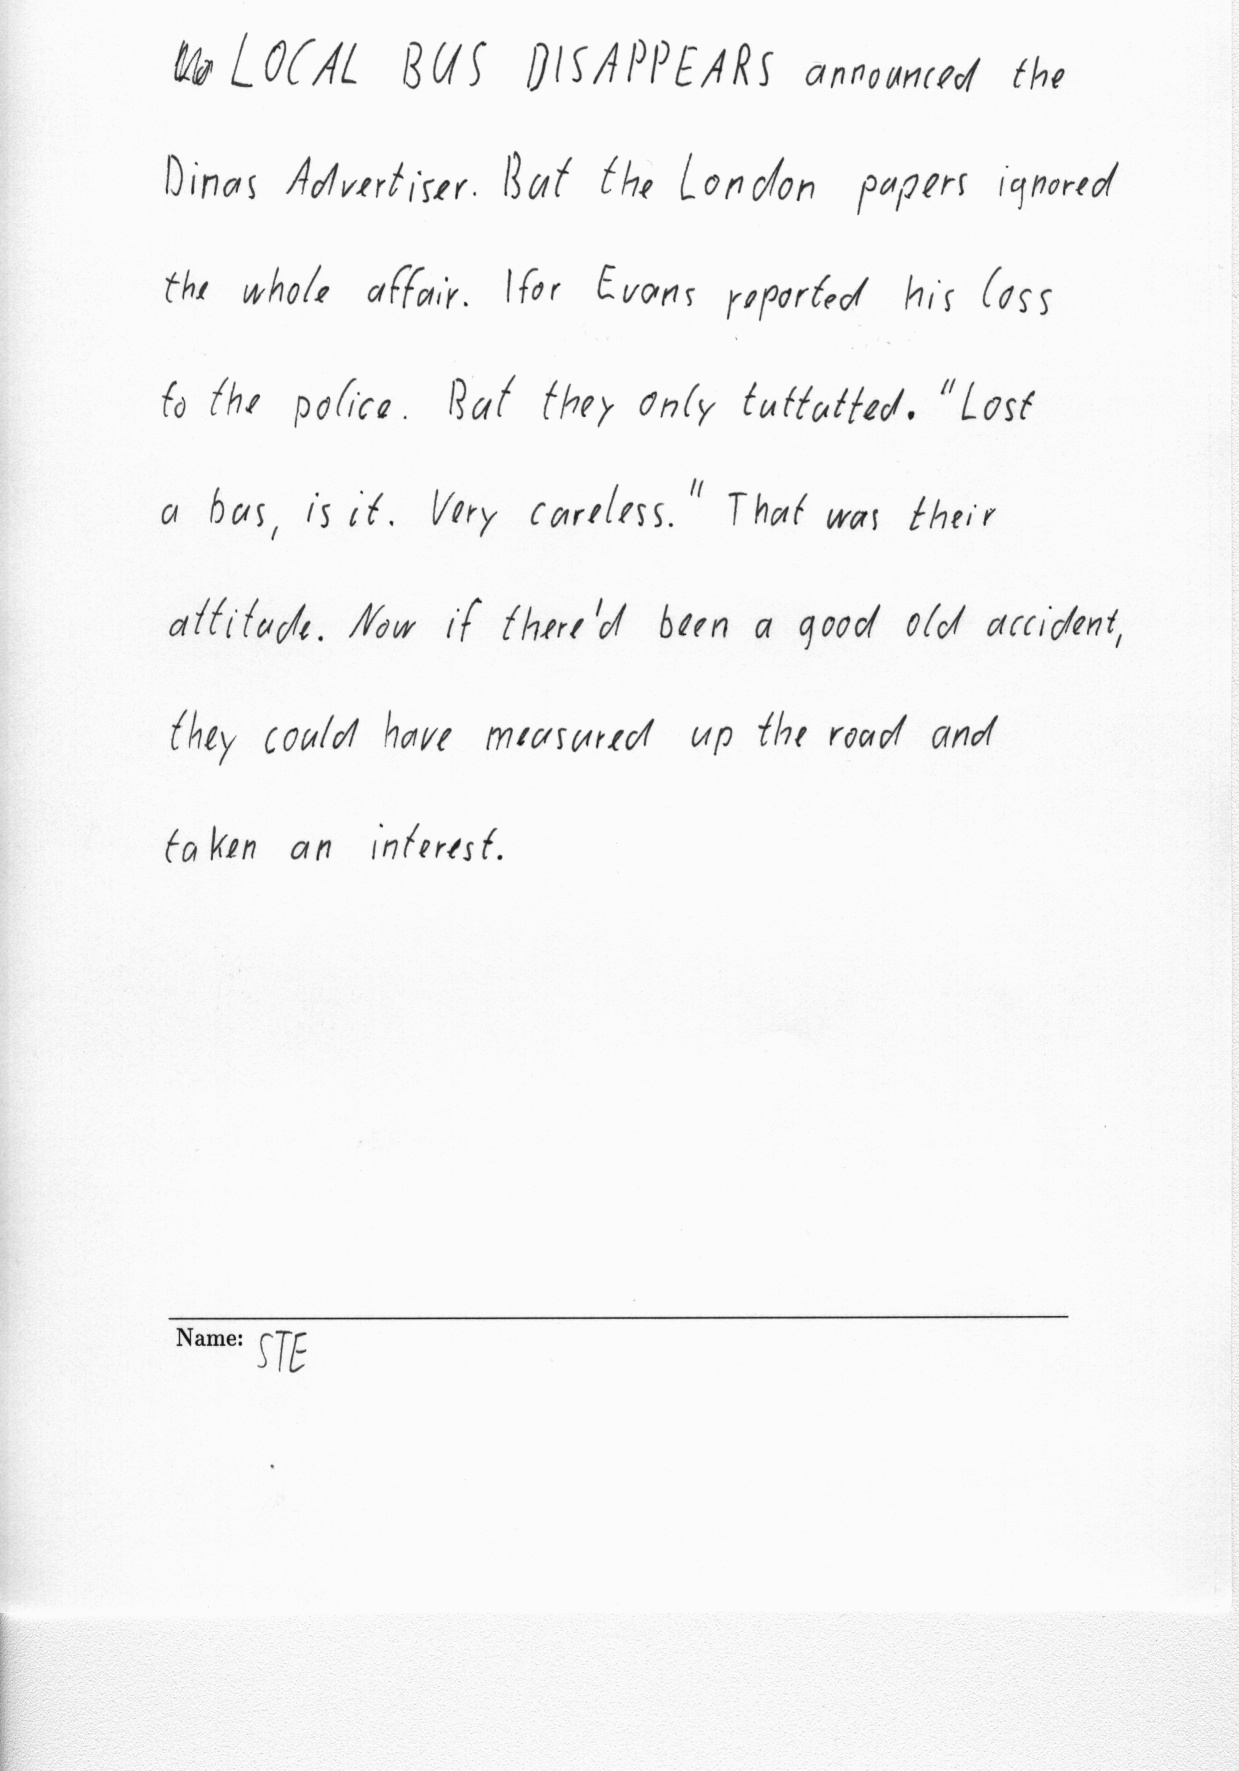 LOCAL BUS DISAPPEARS announced the
Dinas Advertiser. But the London papers ignored
the whole affair. Ifor Evans reported his loss
to the police. But they only tuttutted. "Lost
a bus, is it. Very careless." That was their
attitude. Now if there'd been a good old accident,
they could have measured up the road and
taken an interest.
Name: STE